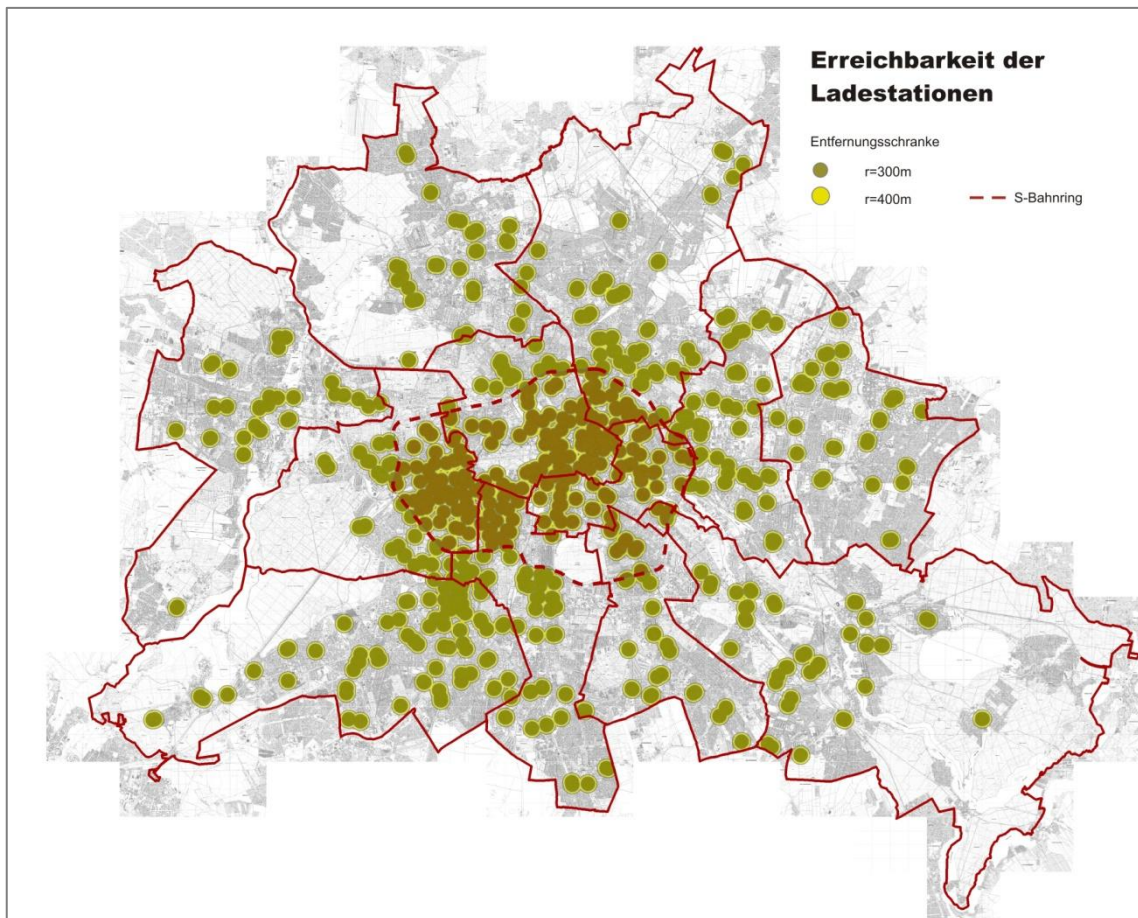 Erreichbarkeit der
Ladestationen
Entfernungsschranke
r=300m
r=400m
S-Bahnring